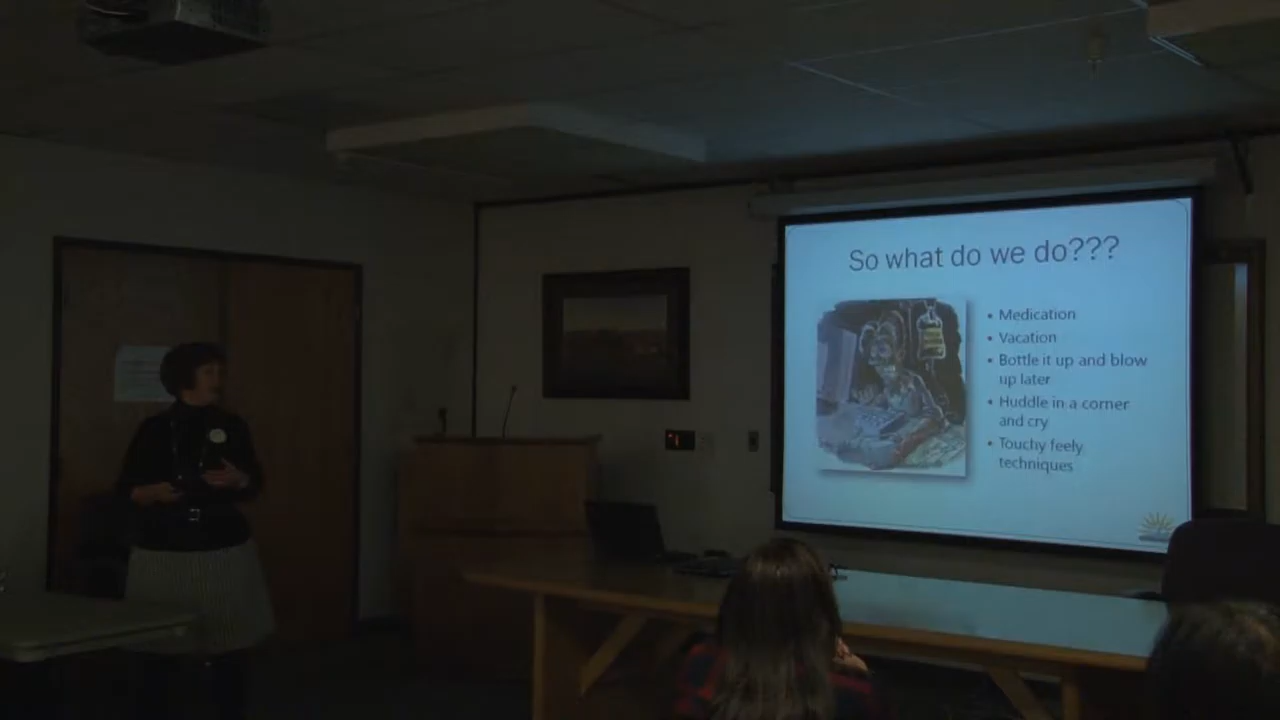 So what do we do???
• Medication
• Vacation
• Bottle it up and blow
up later
• Huddle in a corner
and cry
• Touchy feely
techniques